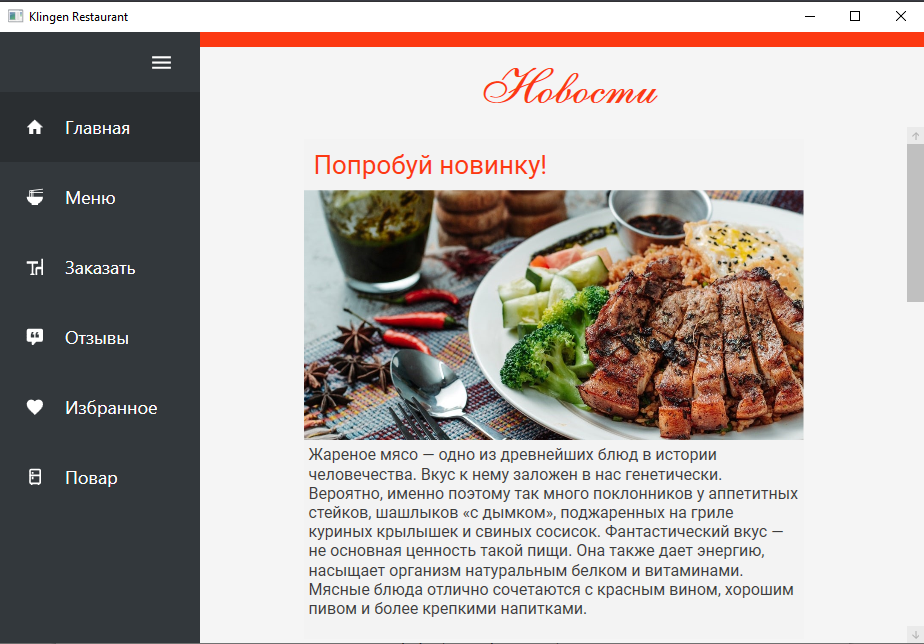 Klingen Restaurant
Главная
Меню
Заказать
Отзывы
Избранное
Повар
Новости
Попробуй новинку!
Жареное мясо — одно из древнейших блюд в истории
человечества. Вкус к нему заложен в нас генетически.
Вероятно, именно поэтому так много поклонников у аппетитных
стейков, шашлыков «с дымком», поджаренных на гриле
куриных крылышек и свиных сосисок. Фантастический вкус —
не основная ценность такой пищи. Она также дает энергию,
насыщает организм натуральным белком и витаминами.
Мясные блюда отлично сочетаются с красным вином, хорошим
пивом и более крепкими напитками.